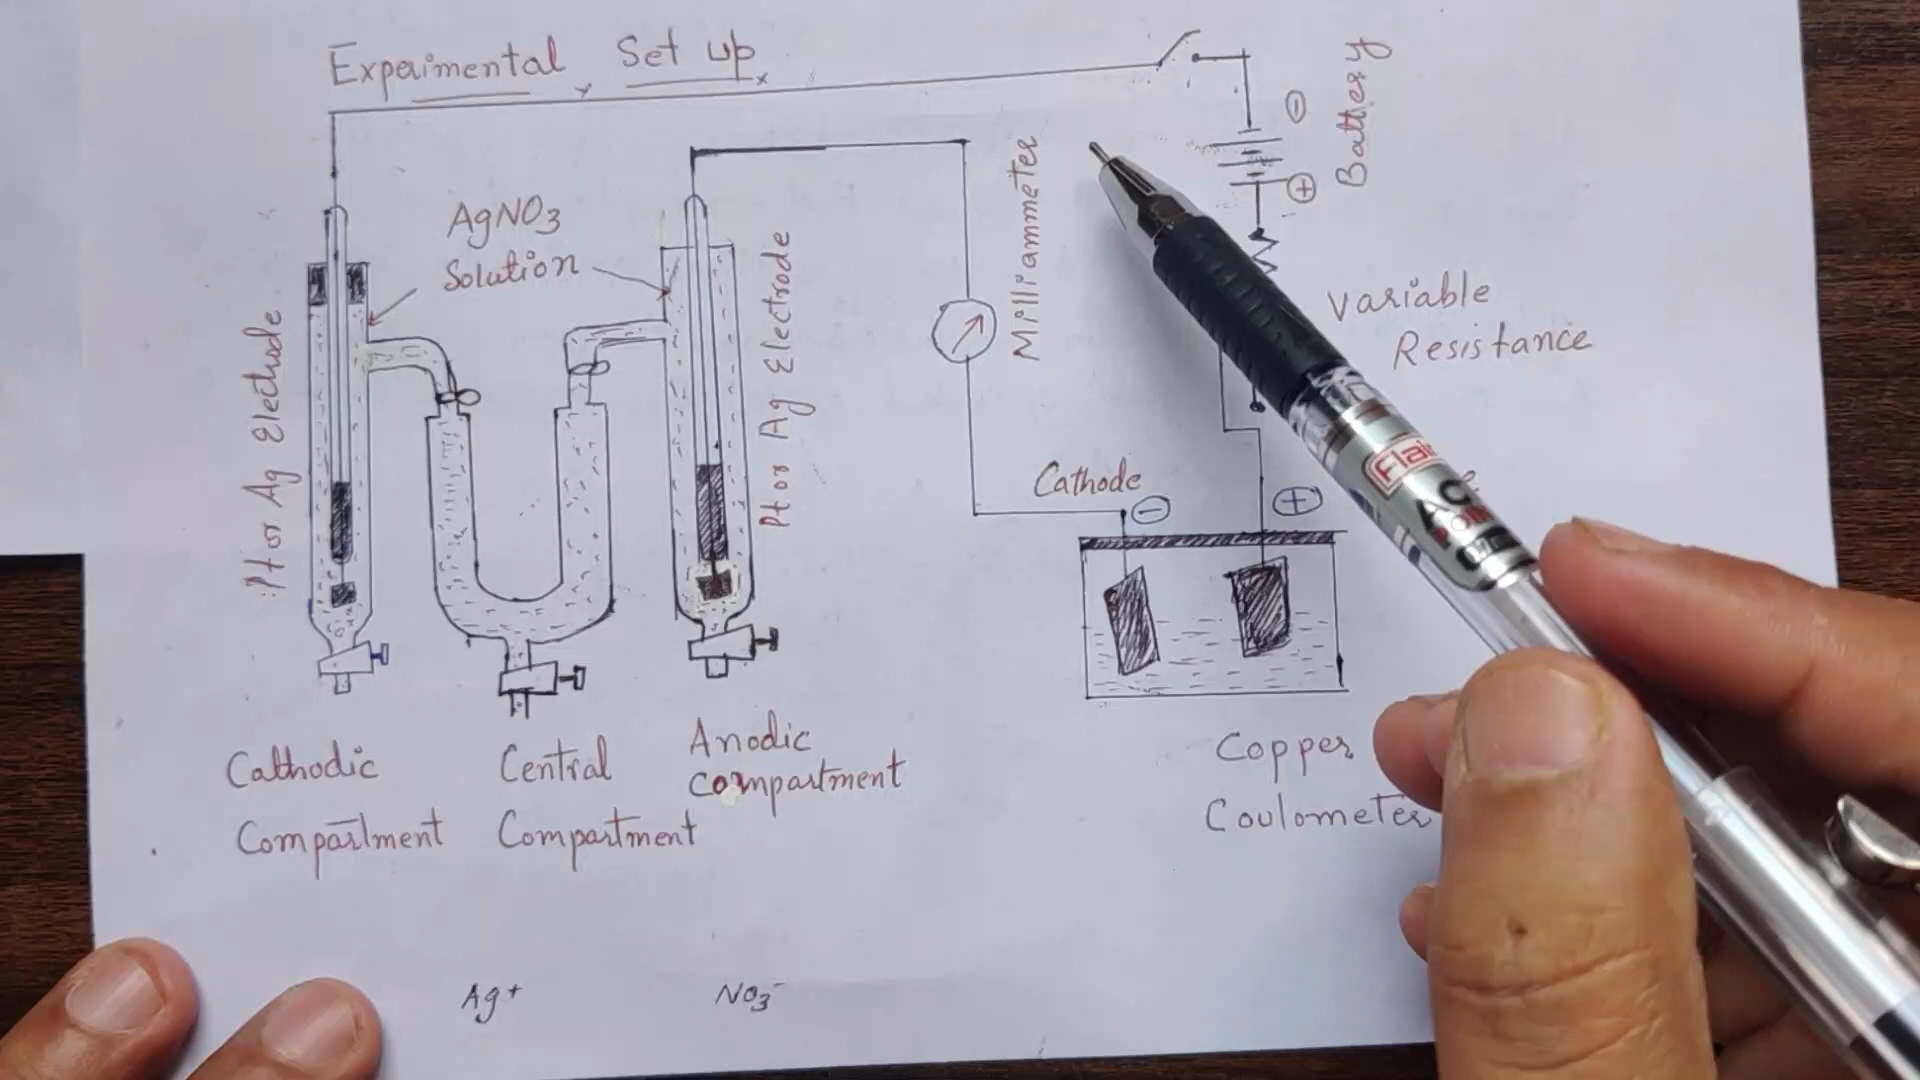 Experimental Set up
Battery
⊖
⊕
AgNO3
Solution
Milliammeter
Pt or Ag Electrode
Pt or Ag Electrode
Variable
Resistance
Cathode
⊖
⊕
Flair
Cathodic
Compartment
Central
Compartment
Anodic
compartment
Copper
Coulometer
Ag+
NO3-